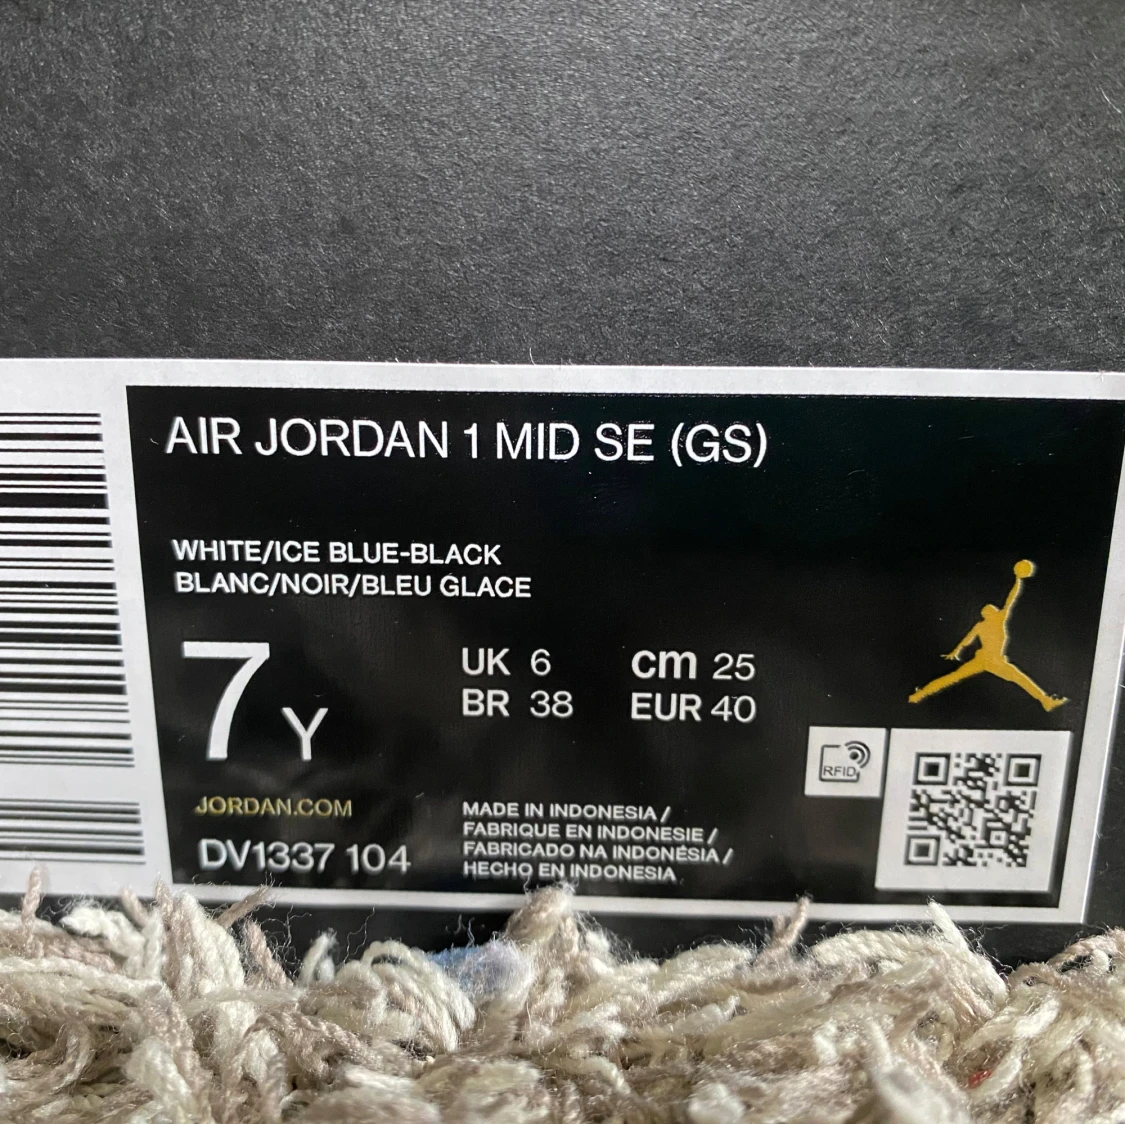 AIR JORDAN 1 MID SE (GS)
WHITE/ICE BLUE-BLACK
BLANC/NOIR/BLEU GLACE
7 Y
UK 6 cm 25
BR 38 EUR 40
RFID
JORDAN.COM
DV1337 104
MADE IN INDONESIA /
FABRIQUE EN INDONESIE /
FABRICADO NA INDONÉSIA /
HECHO EN INDONESIA